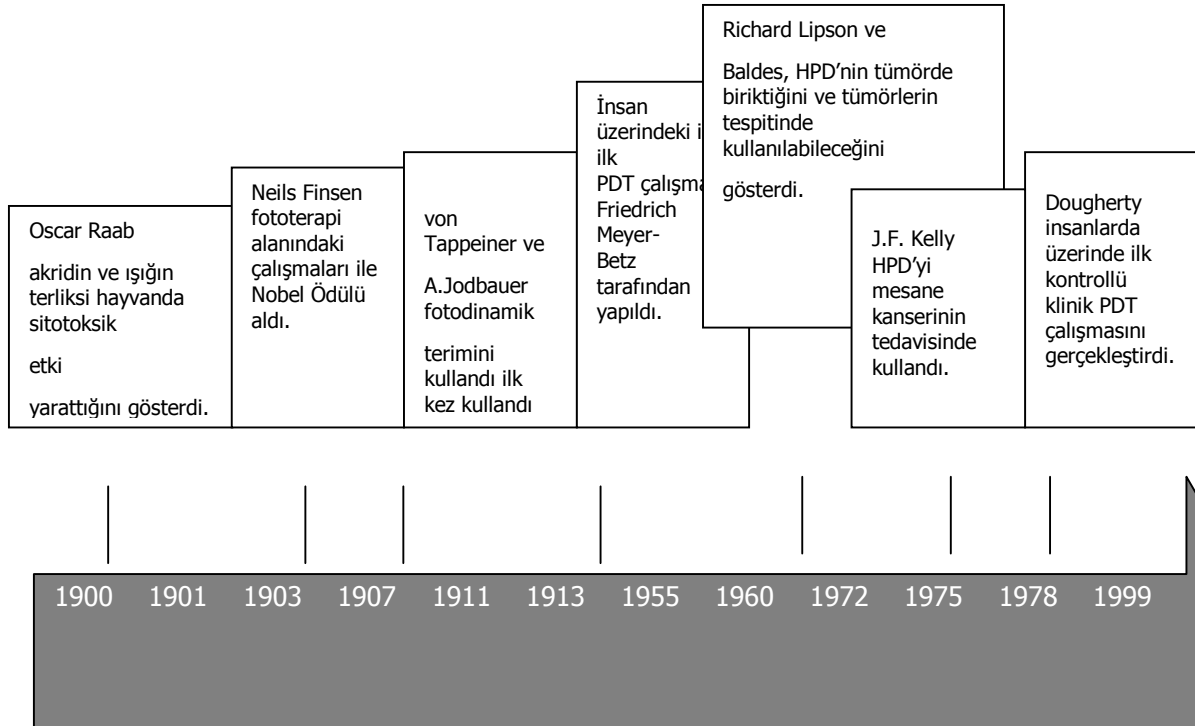 Oscar Raab
akridin ve ışığın
terliksi hayvanda
sitotoksik
etki
yarattığını gösterdi.
Neils Finsen
fototerapi
alanındaki
çalışmaları ile
Nobel Ödülü
aldı.
von
Tappeiner ve
A.Jodbauer
fotodinamik
terimini
kullandı ilk
kez kullandı
İnsan
üzerindeki
ilk
PDT
Friedrich
Meyer-
Betz
tarafından
yapıldı.
Richard Lipson ve
Baldes, HPD’nin tümörde
biriktiğini ve tümörlerin
tespitinde
kullanılabileceğini
gösterdi.
J.F. Kelly
HPD’yi
mesane
kanserinin
tedavisinde
kullandı.
Dougherty
insanlarda
üzerinde ilk
kontrollü
klinik PDT
çalışmasını
gerçekleştirdi.
1900 1901 1903 1907 1911 1913 1955 1960 1972 1975 1978 1999